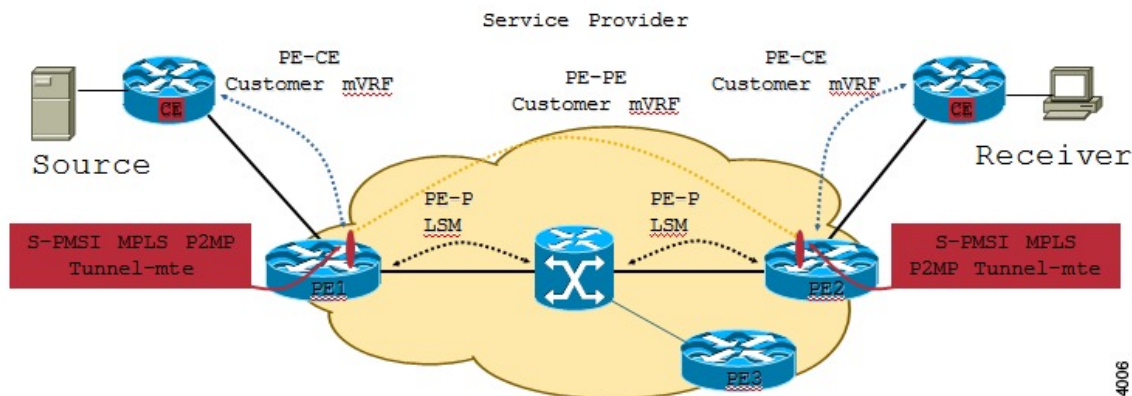 Service Provider
PE-CE
Customer mVRF
PE-PE
Customer mVRF
PE-CE
Customer mVRF
CE
CE
Source
Receiver
PE-P
LSM
PE-P
LSM
S-PMSI MPLS P2MP
Tunnel-mte
S-PMSI MPLS
P2MP Tunnel-mte
PE1
PE2
PE3
4006